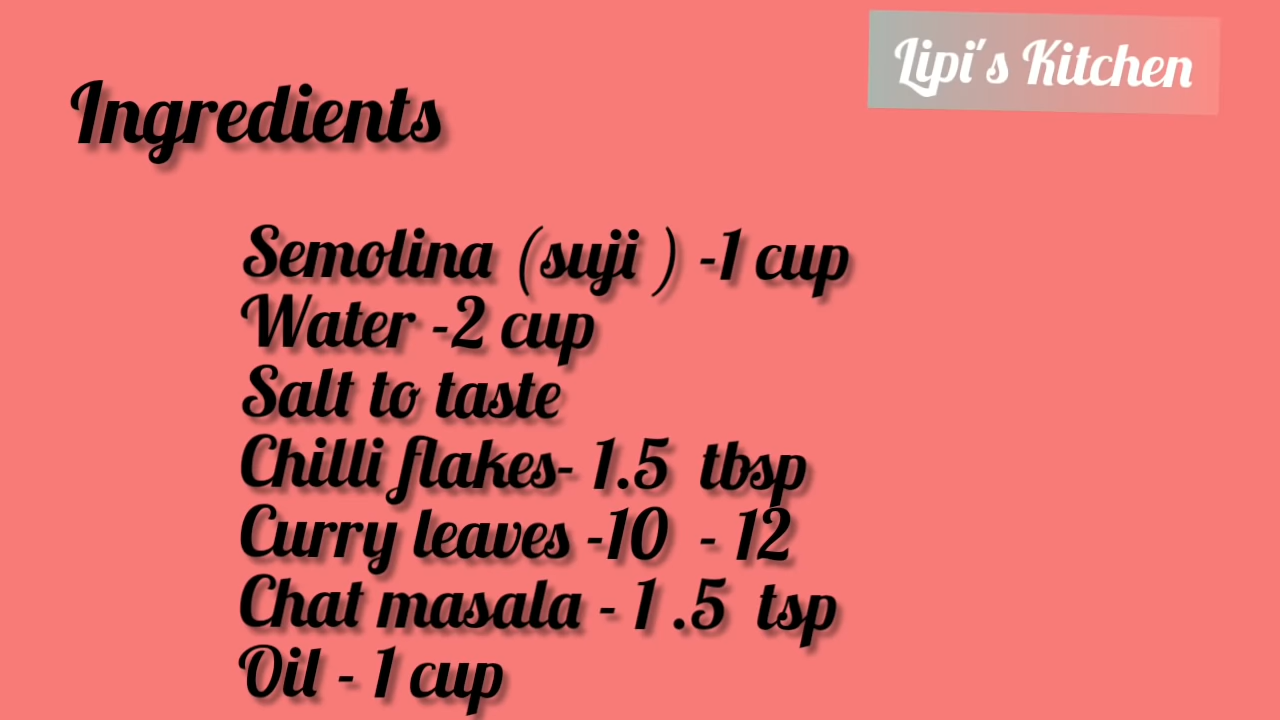 Lipi's Kitchen
Ingredients
Semolina (suji ) -1 cup
Water -2 cup
Salt to taste
Chilli flakes- 1.5 tbsp
Curry leaves -10 - 12
Chat masala - 1 .5 tsp
Oil - 1 cup